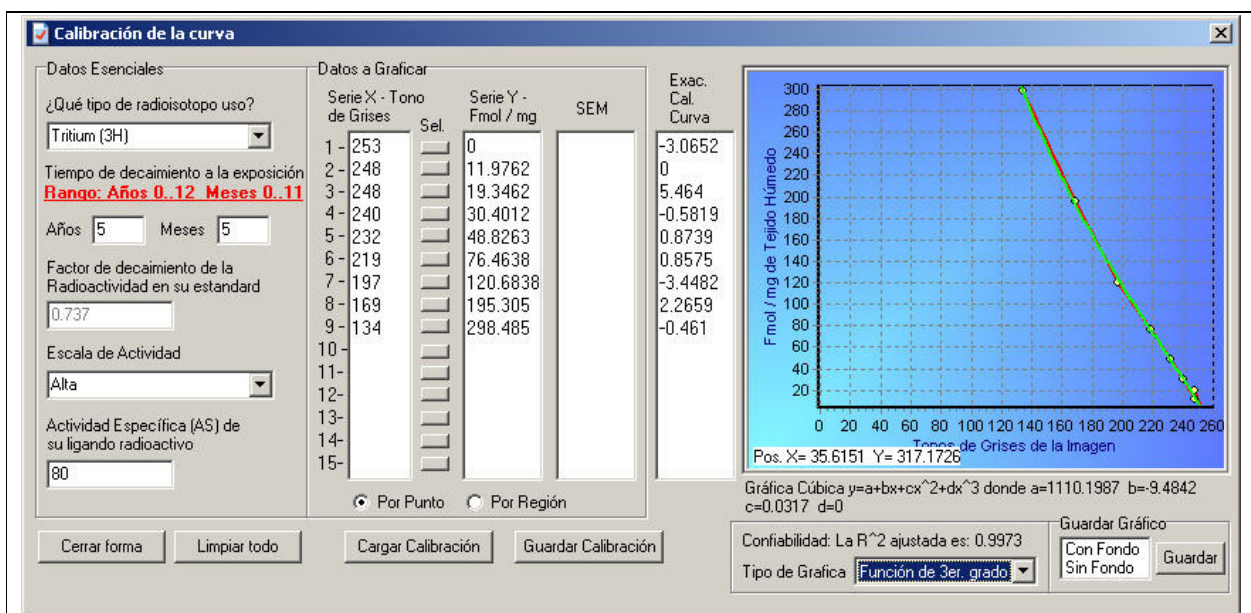 Calibración de la curva
Datos Esenciales
¿Qué tipo de radioisotopo uso?
Tritium (3H)
Tiempo de decaimiento a la exposición
Rango: Años 0..12 Meses 0..11
Años 5 Meses 5
Factor de decaimiento de la
Radioactividad en su estandard
0.737
Escala de Actividad
Alta
Actividad Específica (AS) de
su ligando radioactivo
80
Datos a Graficar
Serie X - Tono
de Grises
Sel.
Serie Y -
Fmol / mg
SEM
Exac.
Cal.
Curva
1 - 253 0 -3.0652
2 - 248 11.9762 0
3 - 248 19.3462 5.464
4 - 240 30.4012 -0.5819
5 - 232 48.8263 0.8739
6 - 219 76.4638 0.8575
7 - 197 120.6838 -3.4482
8 - 169 195.305 2.2659
9 - 134 298.485 -0.461
10 -
11-
12-
13-
14-
15-
Por Punto Por Región
Fmol / mg de Tejido Húmedo
300
280
260
240
220
200
180
160
140
120
100
80
60
40
20
0 20 40 60 80 100 120 140 160 180 200 220 240 260
Tonos de Grises de la Imagen
Pos. X= 35.6151 Y= 317.1726
Gráfica Cúbica y=a+bx+cx^2+dx^3 donde a=1110.1987 b=-9.4842
c=0.0317 d=0
Confiabilidad: La R^2 ajustada es: 0.9973
Tipo de Grafica Función de 3er. grado
Guardar Gráfico
Con Fondo
Sin Fondo
Guardar
Cerrar forma Limpiar todo Cargar Calibración Guardar Calibración